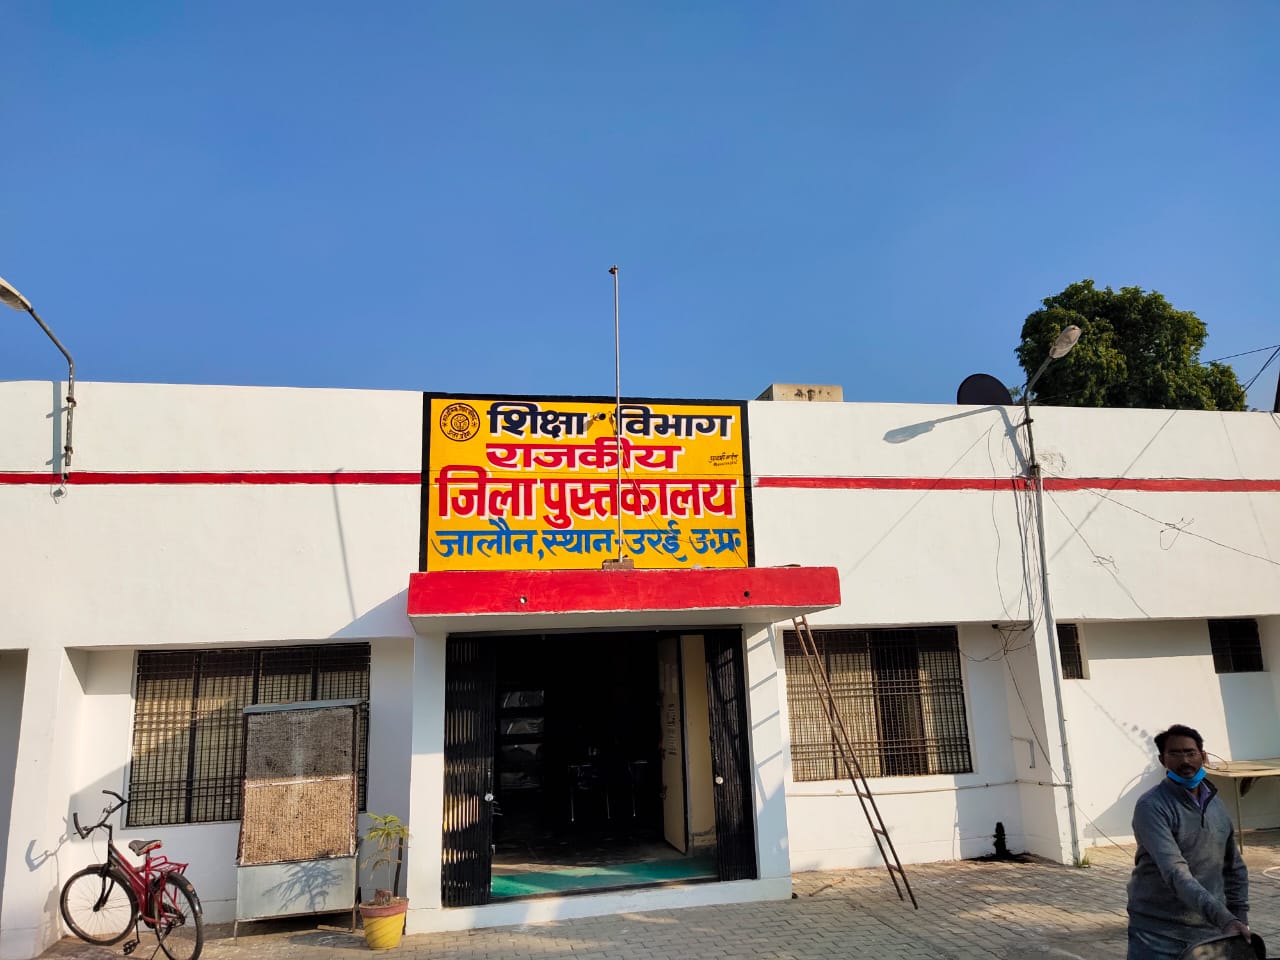 शिक्षा विभाग
राजकीय
जिला पुस्तकालय
जालौन, स्थान-उरई, उ.प्र.